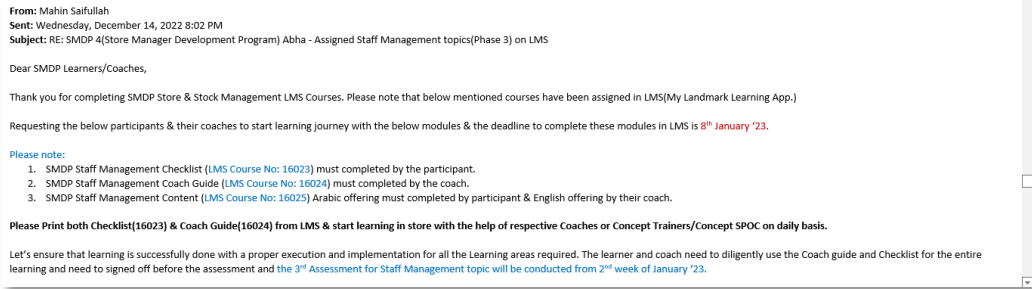 From: Mahin Saifullah
Sent: Wednesday, December 14, 2022 8:02 PM
Subject: RE: SMDP 4(Store Manager Development Program) Abha - Assigned Staff Management topics(Phase 3) on LMS
Dear SMDP Learners/Coaches,
Thank you for completing SMDP Store & Stock Management LMS Courses. Please note that below mentioned courses have been assigned in LMS(My Landmark Learning App.)
Requesting the below participants & their coaches to start learning journey with the below modules & the deadline to complete these modules in LMS is 8th January ‘23.
Please note:
1. SMDP Staff Management Checklist (LMS Course No: 16023) must completed by the participant.
2. SMDP Staff Management Coach Guide (LMS Course No: 16024) must completed by the coach.
3. SMDP Staff Management Content (LMS Course No: 16025) Arabic offering must completed by participant & English offering by their coach.
Please Print both Checklist(16023) & Coach Guide(16024) from LMS & start learning in store with the help of respective Coaches or Concept Trainers/Concept SPOC on daily basis.
Let’s ensure that learning is successfully done with a proper execution and implementation for all the Learning areas required. The learner and coach need to diligently use the Coach guide and Checklist for the entire
learning and need to signed off before the assessment and the 3rd Assessment for Staff Management topic will be conducted from 2nd week of January ‘23.